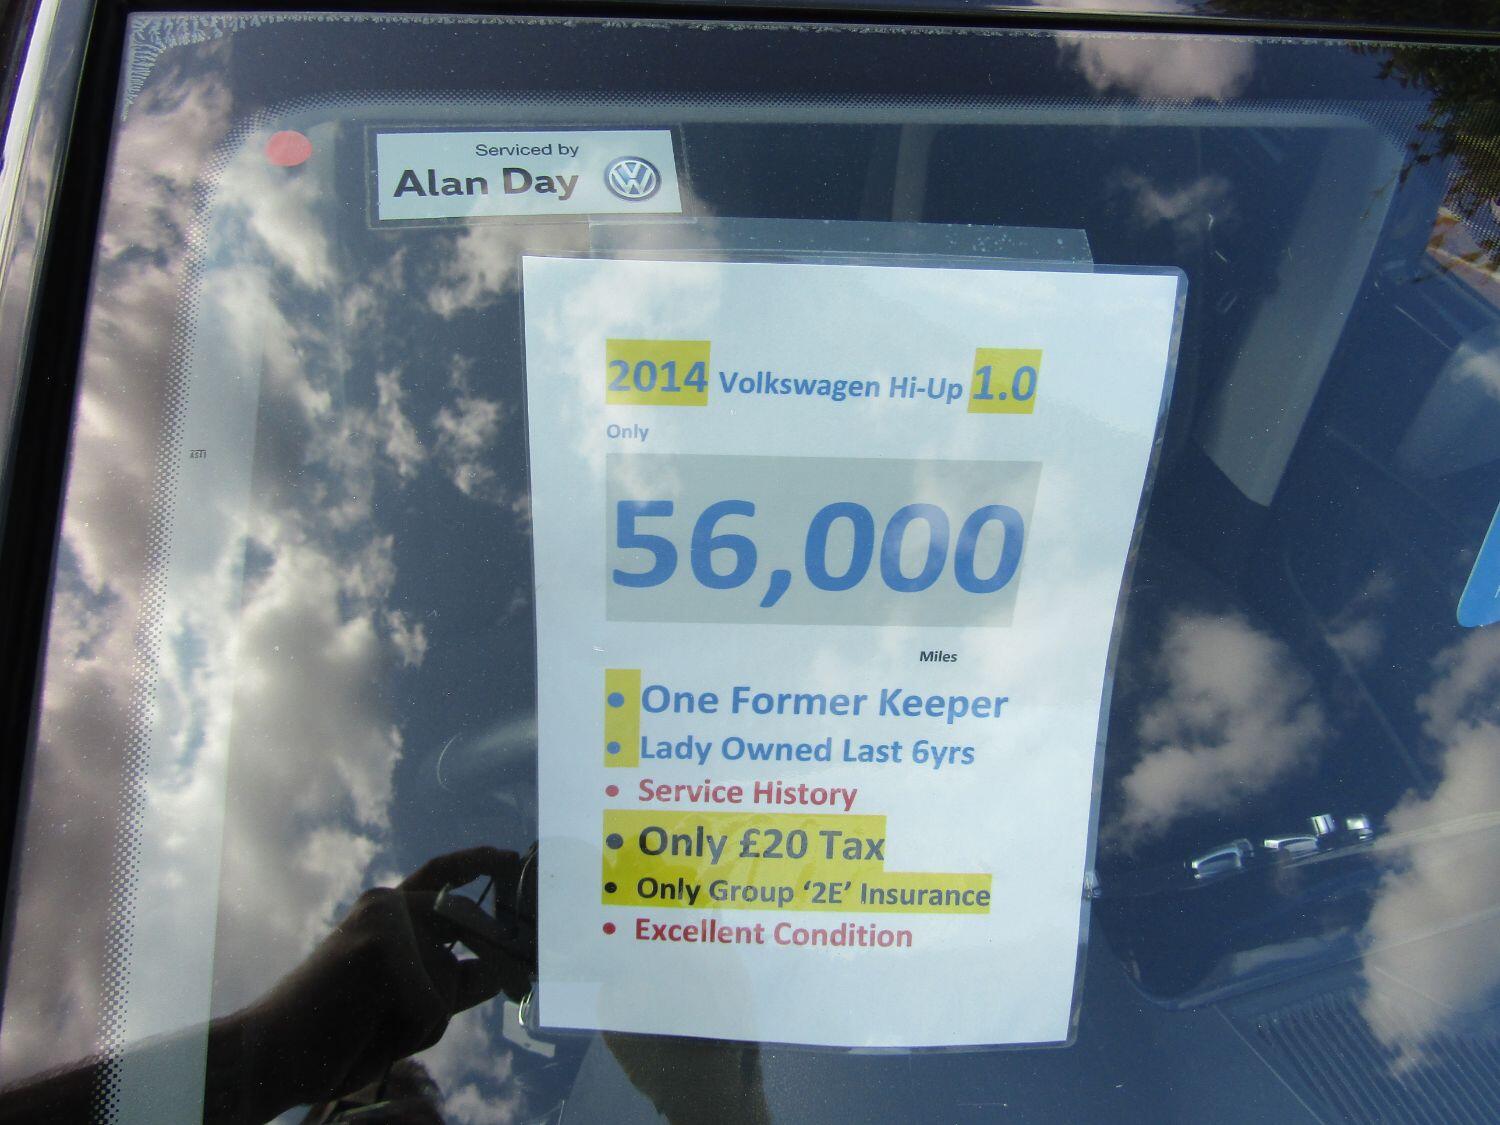 Serviced by
Alan Day
2014 Volkswagen Hi-Up 1.0
Only
56,000
Miles
• One Former Keeper
• Lady Owned Last 6yrs
• Service History
• Only £20 Tax
• Only Group ‘2E’ Insurance
• Excellent Condition